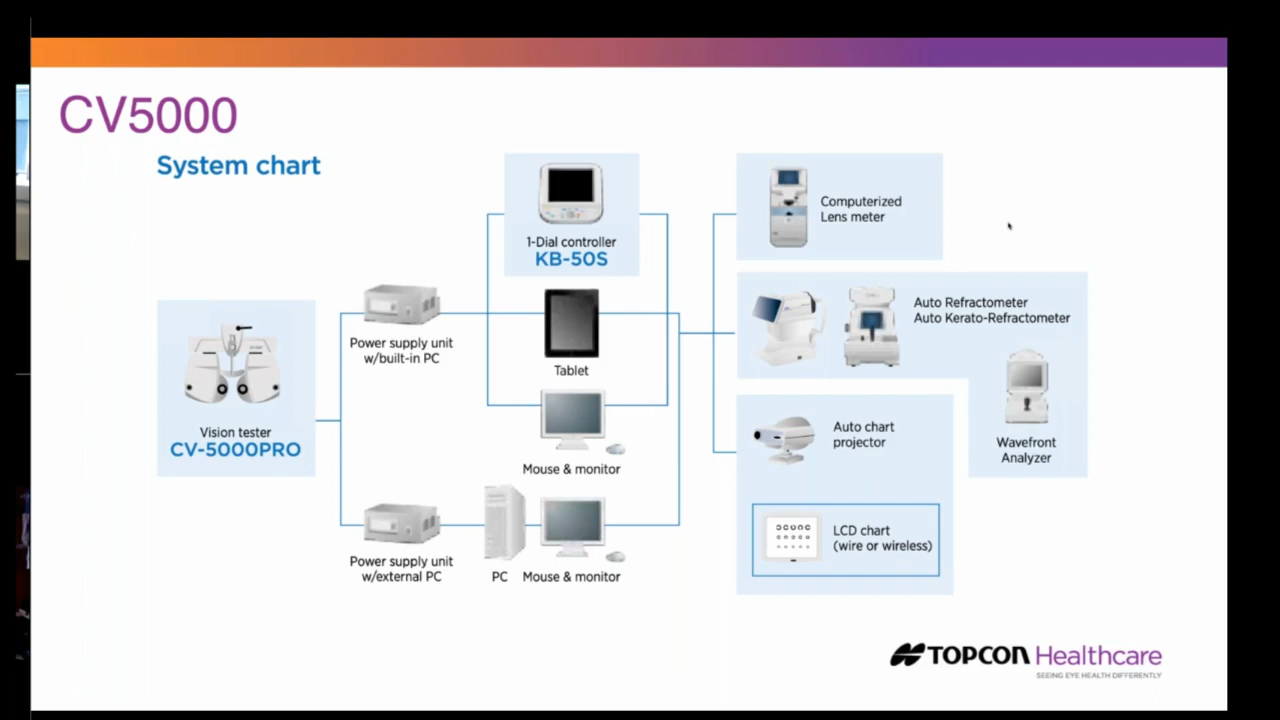 CV5000
System chart
1-Dial controller
KB-50S
Computerized
Lens meter
Auto Refractometer
Auto Kerato-Refractometer
Power supply unit
w/built-in PC
Tablet
Vision tester
CV-5000PRO
Auto chart
projector
Wavefront
Analyzer
Mouse & monitor
LCD chart
(wire or wireless)
Power supply unit
w/external PC
PC
Mouse & monitor
TOPCON Healthcare
SEEING EYE HEALTH DIFFERENTLY